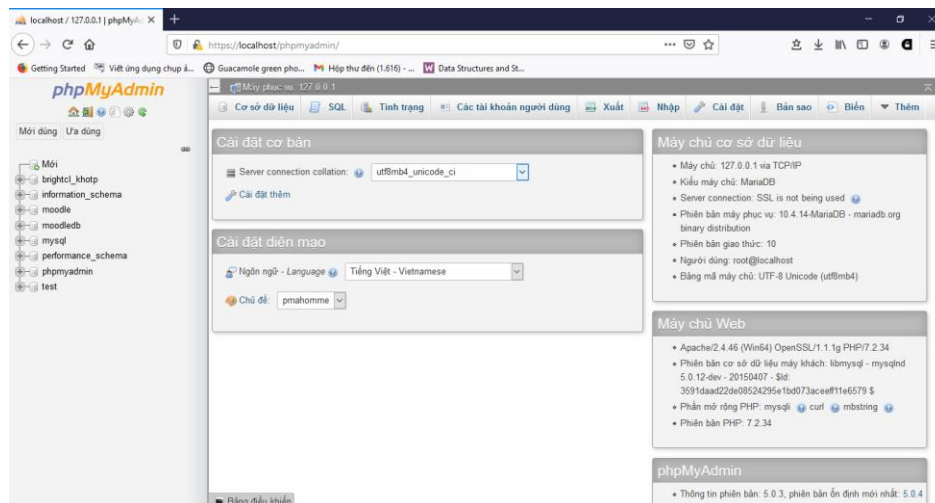 localhost / 127.0.0.1 | phpMyAd
https://localhost/phpmyadmin/
Getting Started
Viết ứng dụng chụp ả...
Guacamole green pho...
Hộp thư đến (1.616) - ...
Data Structures and St...
phpMyAdmin
Mới dùng
Ưa dùng
Mới
brightcl_khotp
information_schema
moodle
moodledb
mysql
performance_schema
phpmyadmin
test
Máy phục vụ: 127.0.0.1
Cơ sở dữ liệu
SQL
Tình trạng
Các tài khoản người dùng
Xuất
Nhập
Cài đặt
Bản sao
Biến
Thêm
Cài đặt cơ bản
Server connection collation:
utf8mb4_unicode_ci
Cài đặt thêm
Cài đặt diện mạo
Ngôn ngữ - Language
Tiếng Việt - Vietnamese
Chủ đề:
pmahomme
Bảng điều khiển
Máy chủ cơ sở dữ liệu
Máy chủ: 127.0.0.1 via TCP/IP
Kiểu máy chủ: MariaDB
Server connection: SSL is not being used
Phiên bản máy phục vụ: 10.4.14-MariaDB - mariadb.org
binary distribution
Phiên bản giao thức: 10
Người dùng: root@localhost
Bảng mã máy chủ: UTF-8 Unicode (utf8mb4)
Máy chủ Web
Apache/2.4.46 (Win64) OpenSSL/1.1.1g PHP/7.2.34
Phiên bản cơ sở dữ liệu máy khách: libmysql - mysqlnd
5.0.12-dev - 20150407 - $Id:
3591daad22de08524295e1bd073aceeff11e6579 $
Phần mở rộng PHP: mysqli curl mbstring
Phiên bản PHP: 7.2.34
phpMyAdmin
Thông tin phiên bản: 5.0.3, phiên bản ổn định mới nhất: 5.0.4